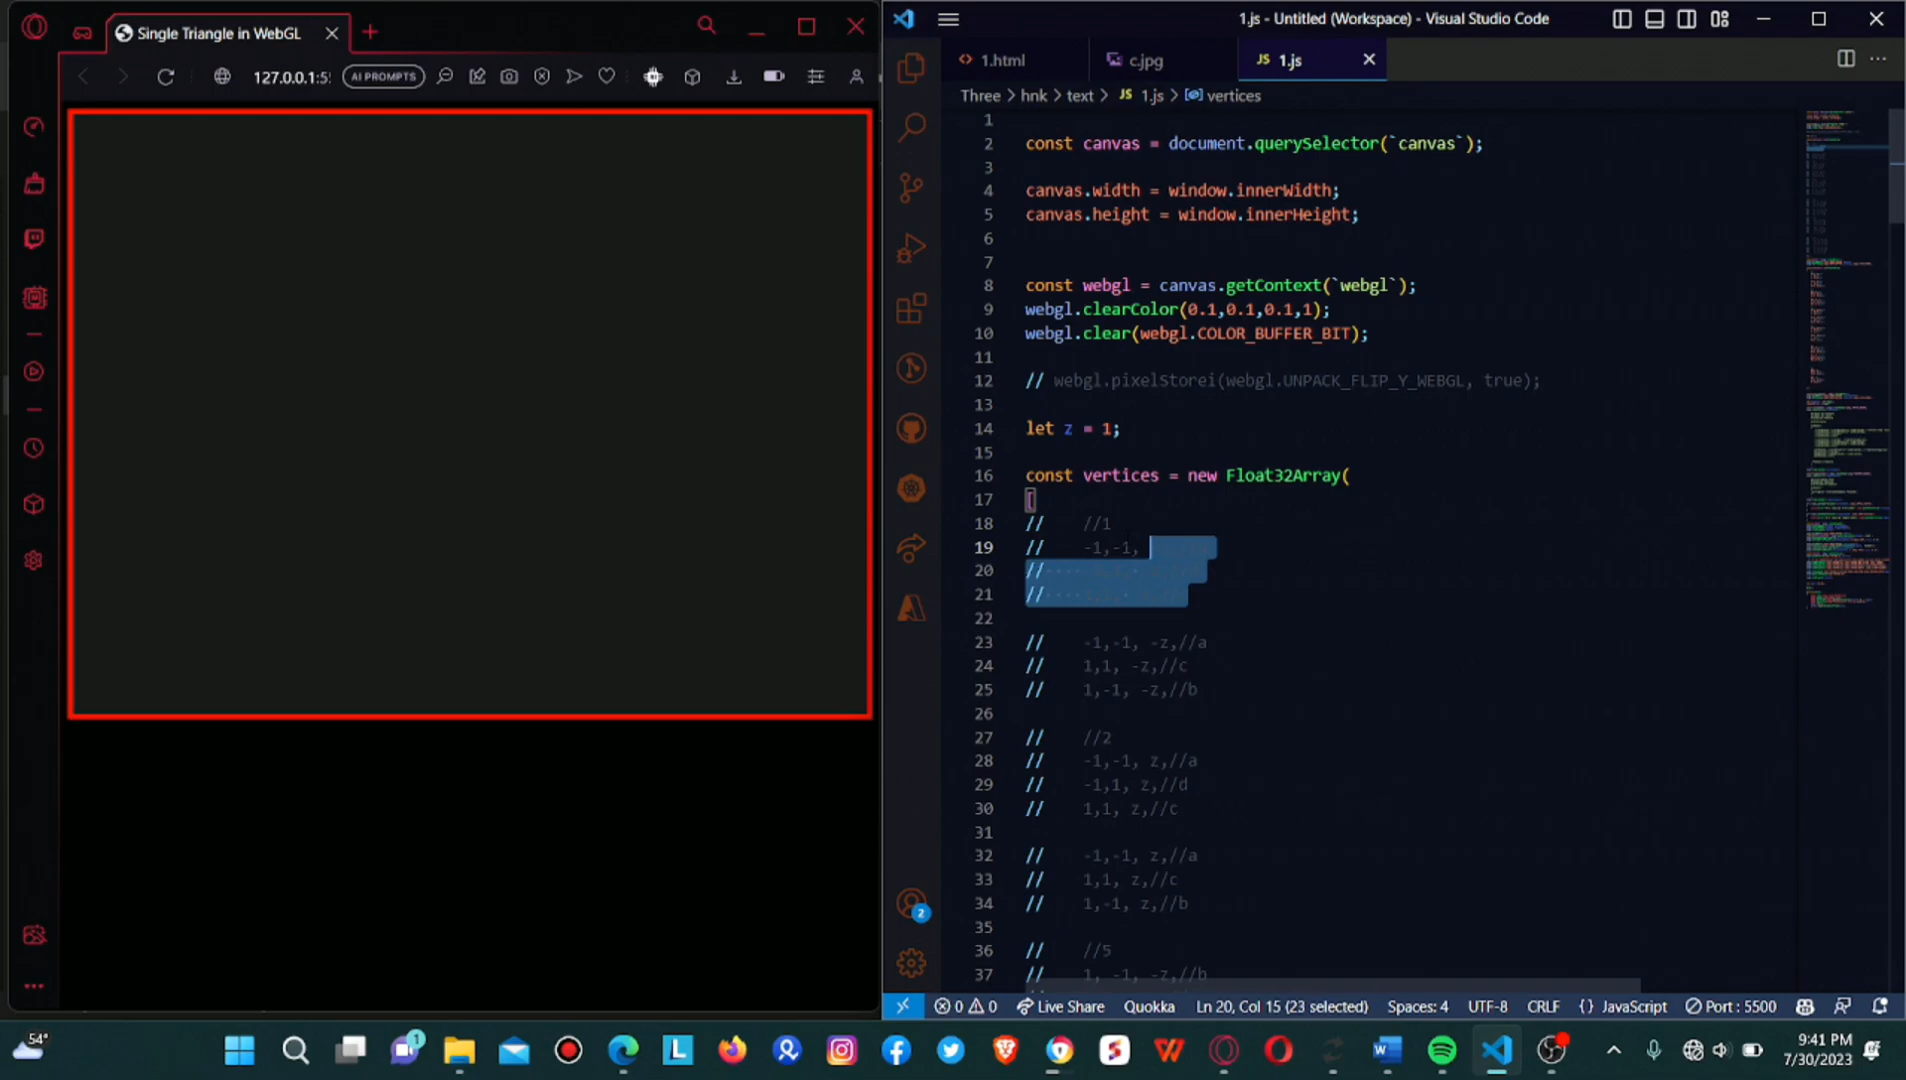 Single Triangle in WebGL
127.0.0.1:5
AI PROMPTS
1.js - Untitled (Workspace) - Visual Studio Code
1.html
c.jpg
JS 1.js
Three > hnk > text > JS 1.js > vertices
1
2 const canvas = document.querySelector(`canvas`);
3
4 canvas.width = window.innerWidth;
5 canvas.height = window.innerHeight;
6
7
8 const webgl = canvas.getContext(`webgl`);
9 webgl.clearColor(0.1,0.1,0.1,1);
10 webgl.clear(webgl.COLOR_BUFFER_BIT);
11
12 // webgl.pixelStorei(webgl.UNPACK_FLIP_Y_WEBGL, true);
13
14 let z = 1;
15
16 const vertices = new Float32Array(
17 [
18 // //1
19 // -1,-1,
20 //
21 //
22
23 // -1,-1, -z,//a
24 // 1,1, -z,//c
25 // 1,-1, -z,//b
26
27 // //2
28 // -1,-1, z,//a
29 // -1,1, z,//d
30 // 1,1, z,//c
31
32 // -1,-1, z,//a
33 // 1,1, z,//c
34 // 1,-1, z,//b
35
36 // //5
37 // 1, -1, -z,//b
2
0 0 Live Share Quokka Ln 20, Col 15 (23 selected) Spaces: 4 UTF-8 CRLF {} JavaScript Port : 5500
54°
1
9:41 PM
7/30/2023